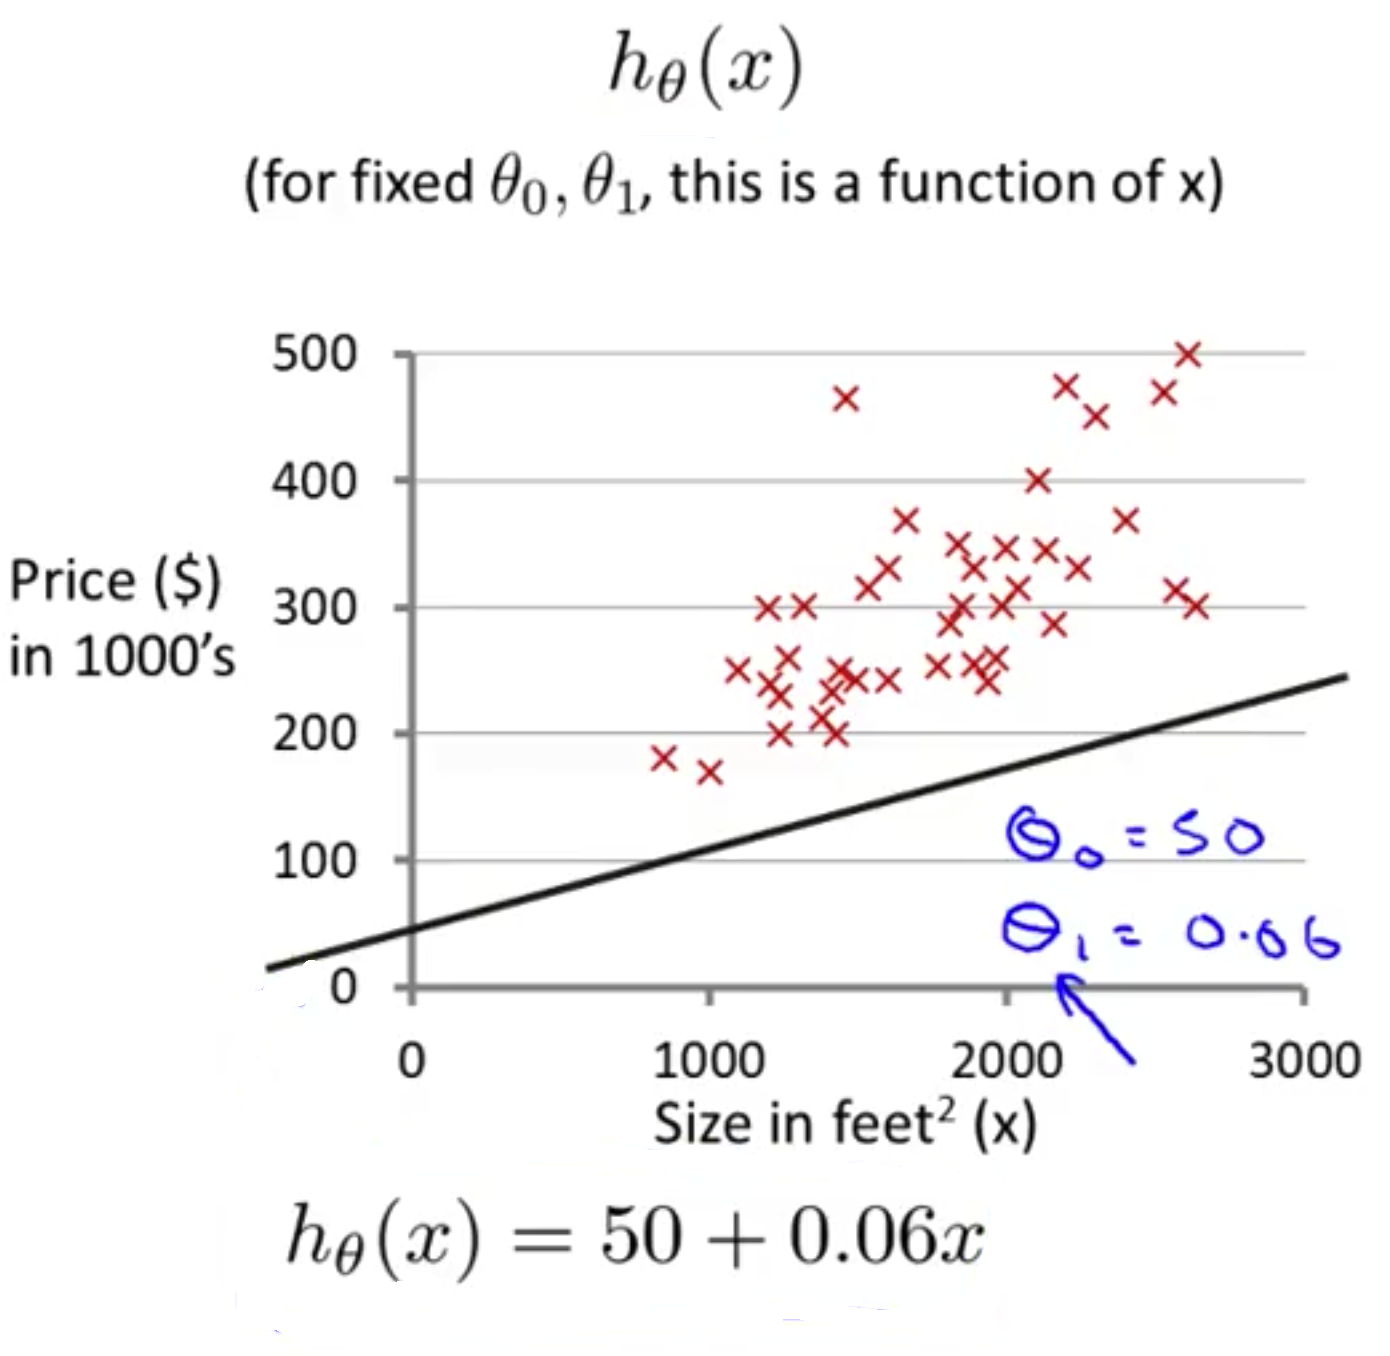 hθ(x)
(for fixed θ0, θ1, this is a function of x)
500
400
300
200
100
0
Price ($)
in 1000's
Θ0 = 50
Θ1 = 0.06
0 1000 2000 3000
Size in feet² (x)
hθ(x) = 50 + 0.06x